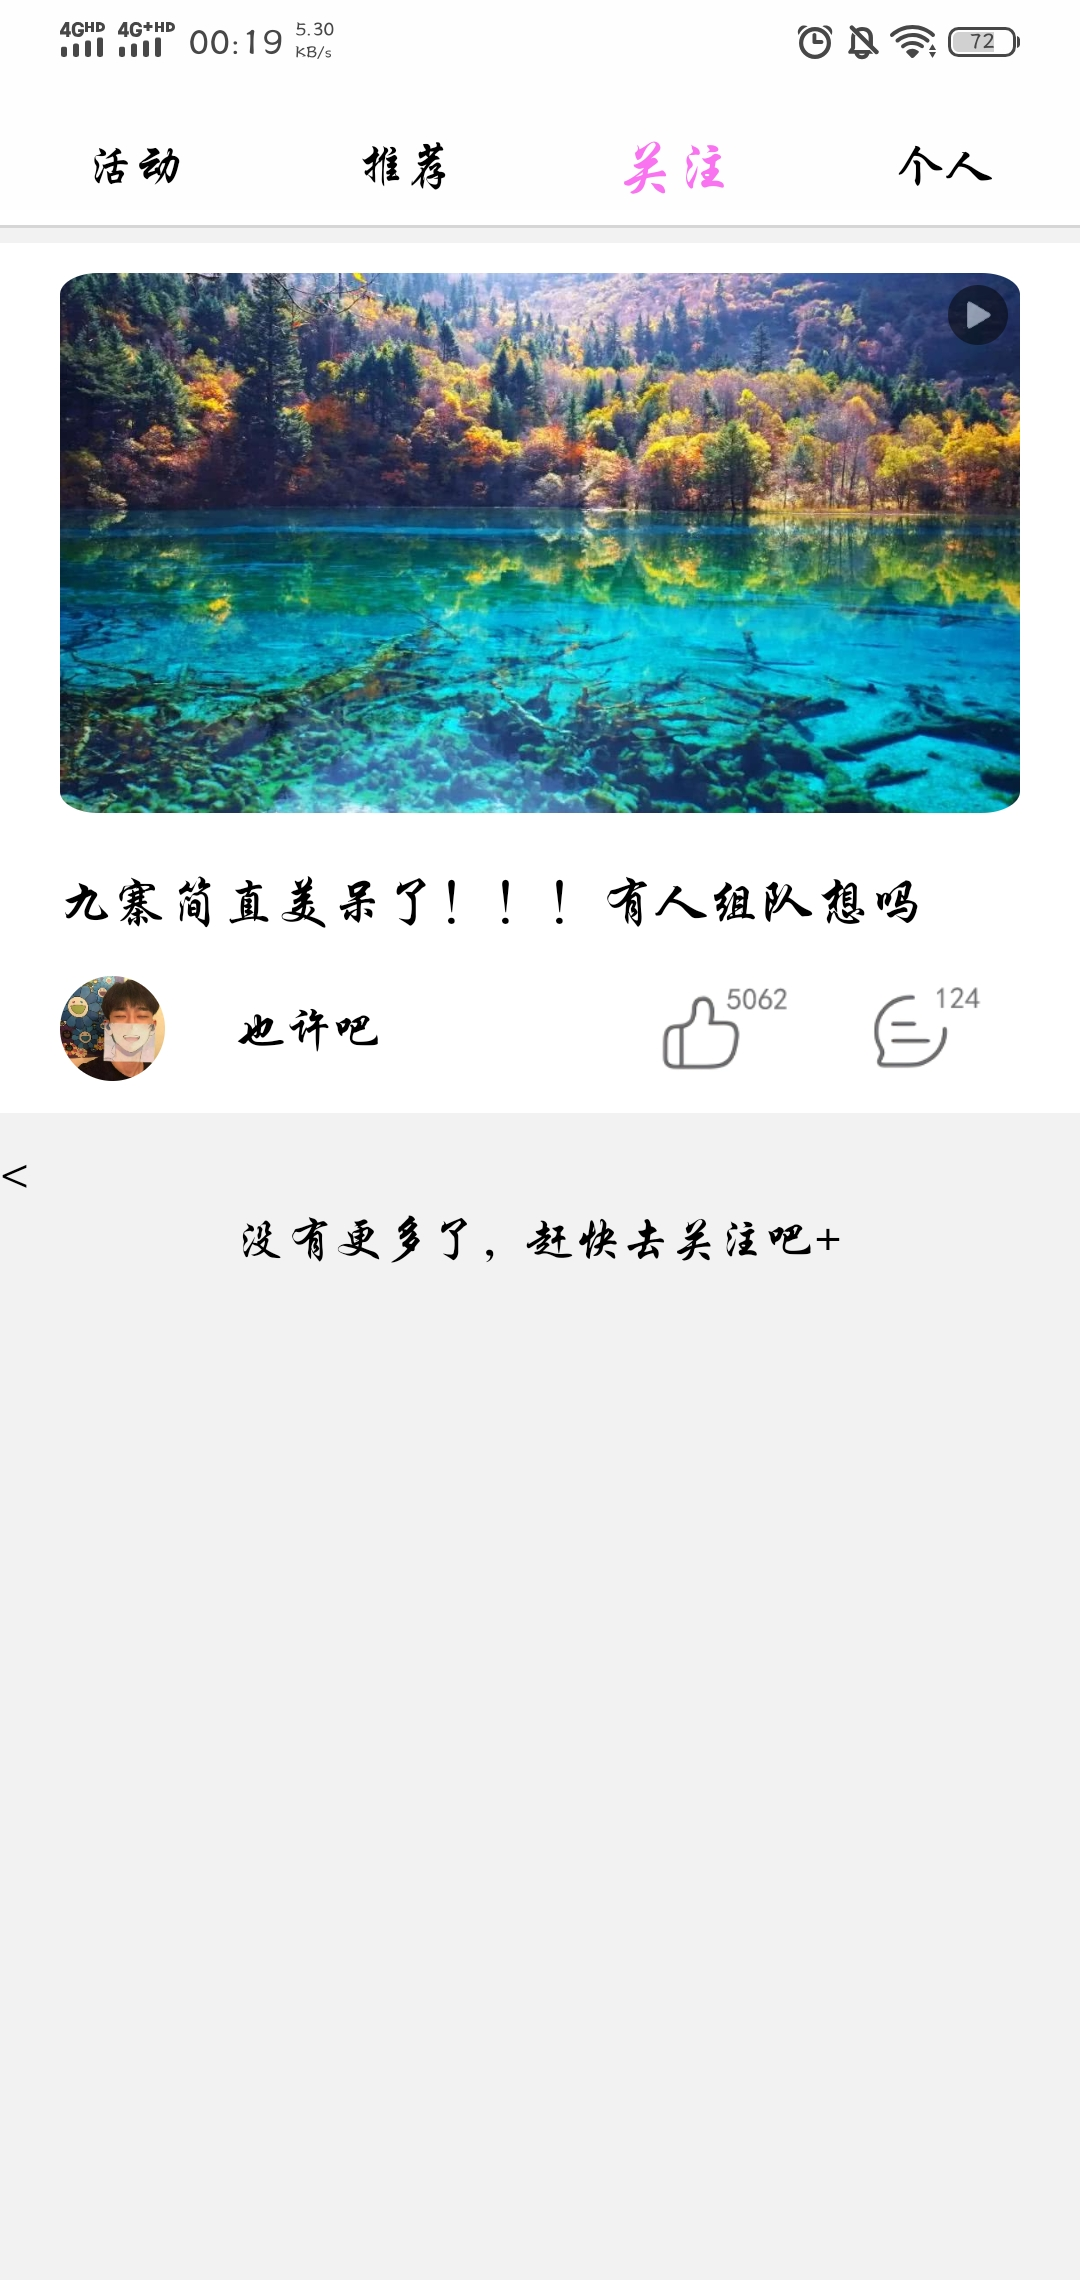 4GHD 4G+HD 00:19 5.30 KB/s 72
活动 推荐 关注 个人
九寨简直美呆了！！！有人组队想吗
也许吧 5062 124
<
没有更多了，赶快去关注吧+